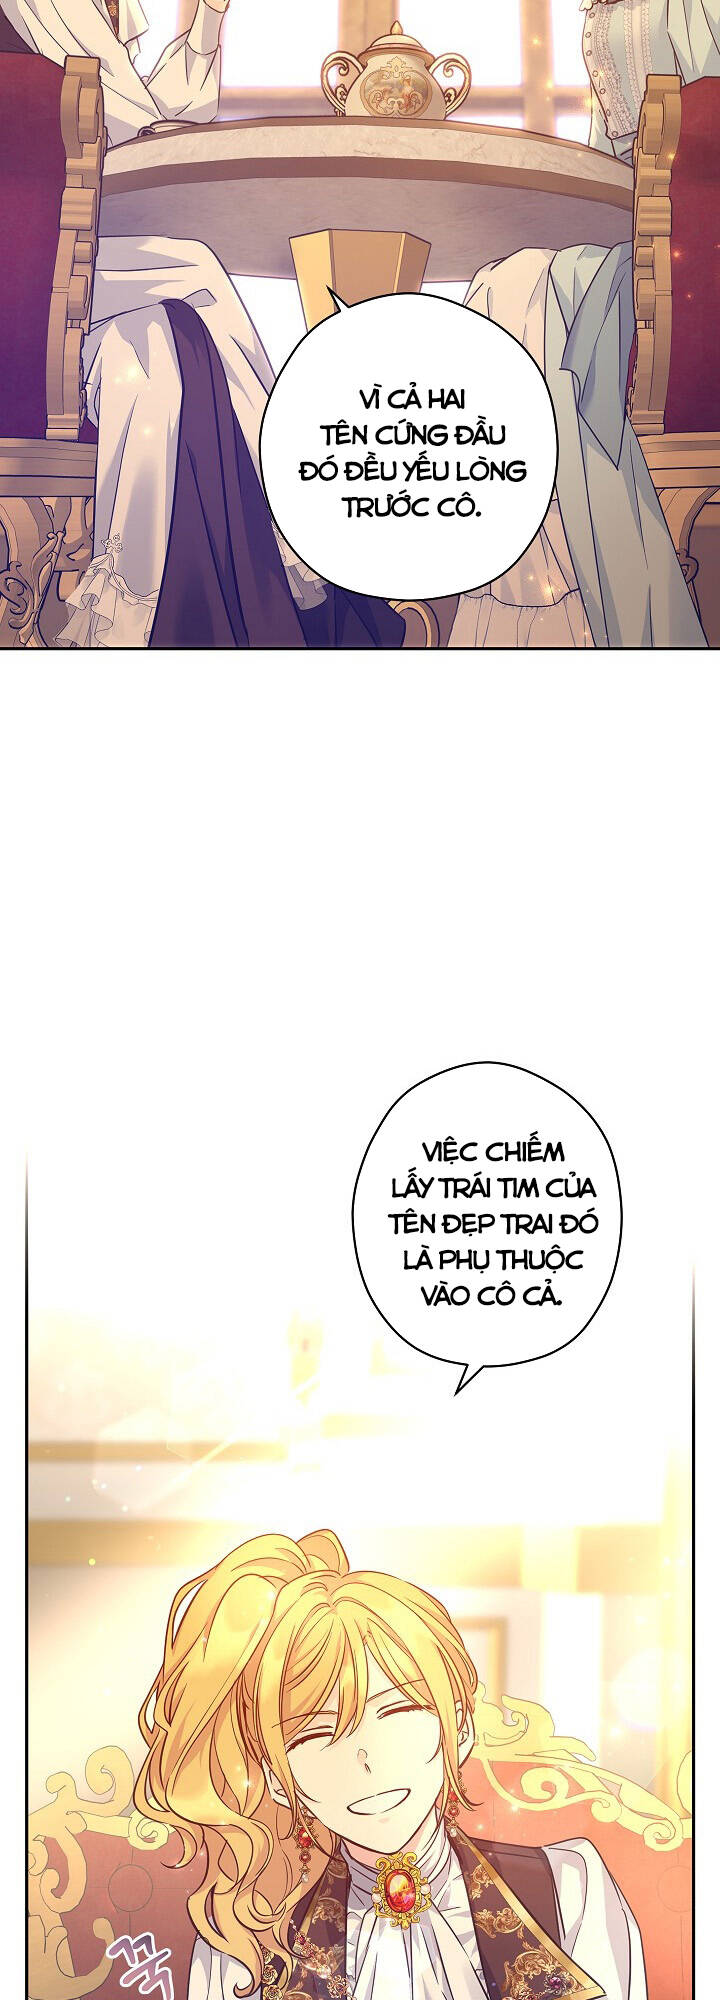 VÌ CẢ HAI
TÊN CỨNG ĐẦU
ĐÓ ĐỀU YẾU LÒNG
TRƯỚC CÔ.
VIỆC CHIẾM
LẤY TRÁI TIM CỦA
TÊN ĐẸP TRAI ĐÓ
LÀ PHỤ THUỘC
VÀO CÔ CẢ.
꾹